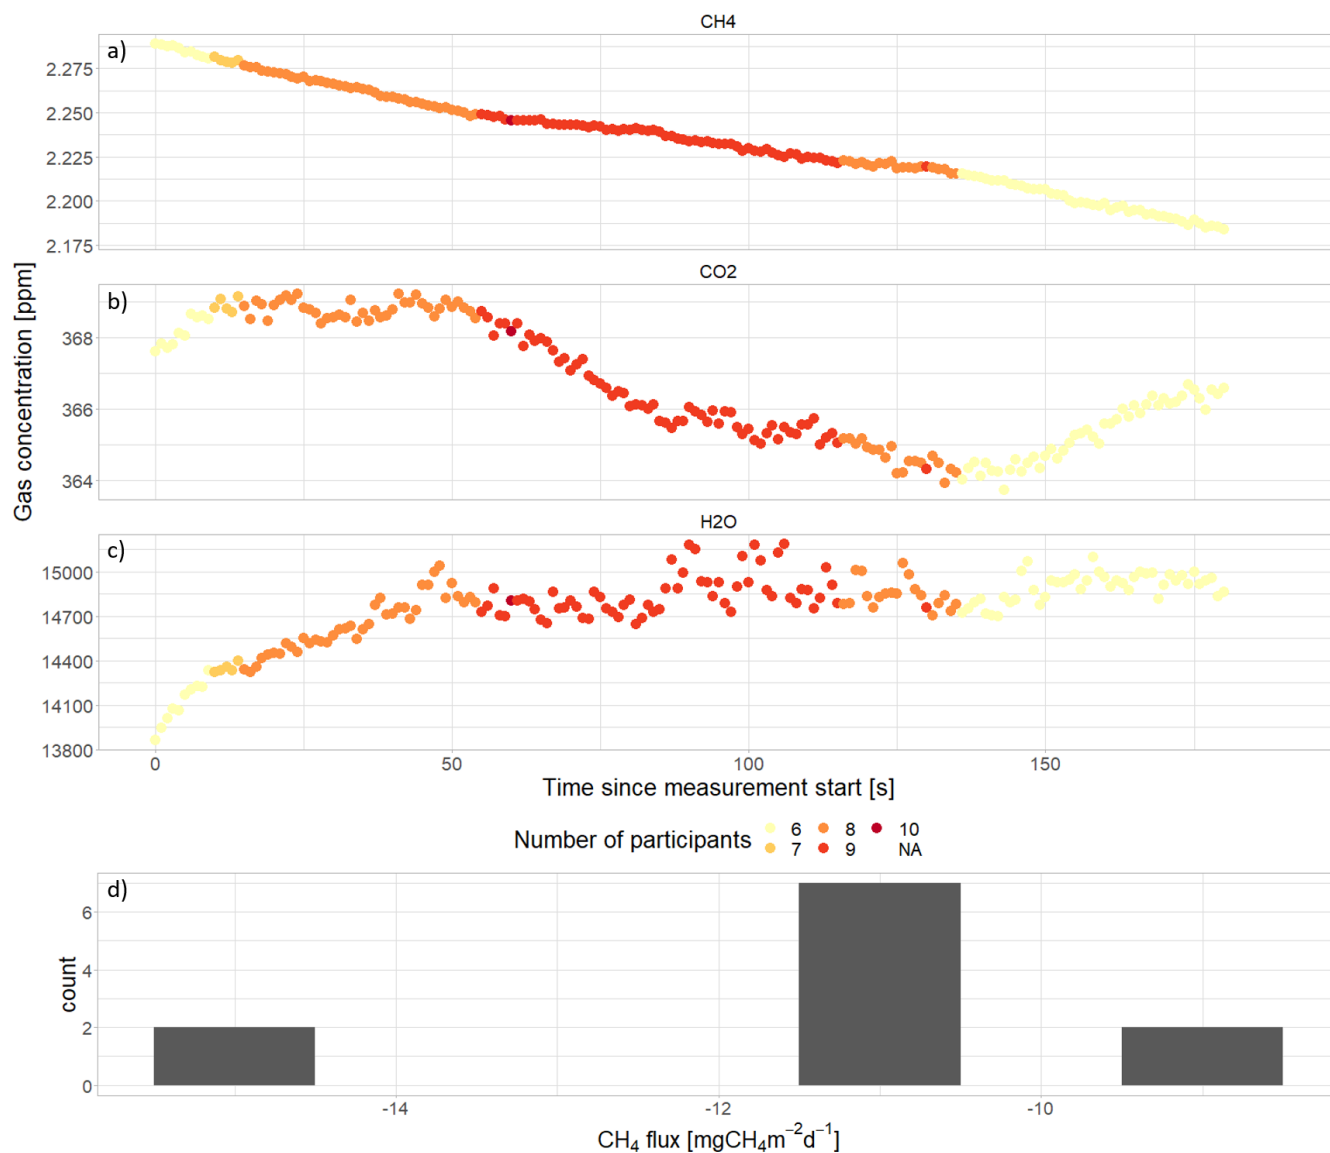 CH4
a)
2.275
2.250
2.225
2.200
2.175
CO2
b)
368
366
364
Gas concentration [ppm]
H2O
c)
15000
14700
14400
14100
13800
0 50 100 150
Time since measurement start [s]
Number of participants 6 8 10
7 9 NA
d)
6
4
2
0
count
-14 -12 -10
CH₄ flux [mgCH₄m⁻²d⁻¹]